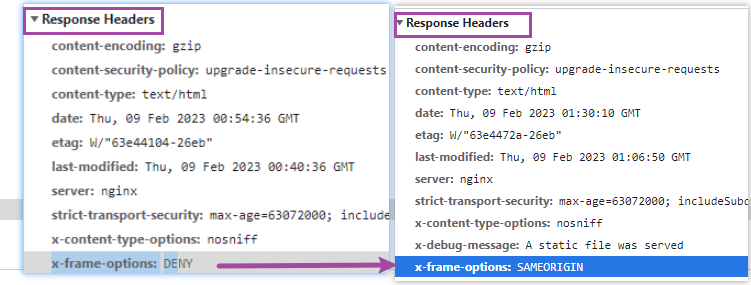 Response Headers
content-encoding: gzip
content-security-policy: upgrade-insecure-requests
content-type: text/html
date: Thu, 09 Feb 2023 00:54:36 GMT
etag: W/"63e44104-26eb"
last-modified: Thu, 09 Feb 2023 00:40:36 GMT
server: nginx
strict-transport-security: max-age=63072000; include
x-content-type-options: nosniff
x-frame-options: DENY
Response Headers
content-encoding: gzip
content-security-policy: upgrade-insecure-requests
content-type: text/html
date: Thu, 09 Feb 2023 01:30:10 GMT
etag: W/"63e4472a-26eb"
last-modified: Thu, 09 Feb 2023 01:06:50 GMT
server: nginx
strict-transport-security: max-age=63072000; includeSub
x-content-type-options: nosniff
x-debug-message: A static file was served
x-frame-options: SAMEORIGIN